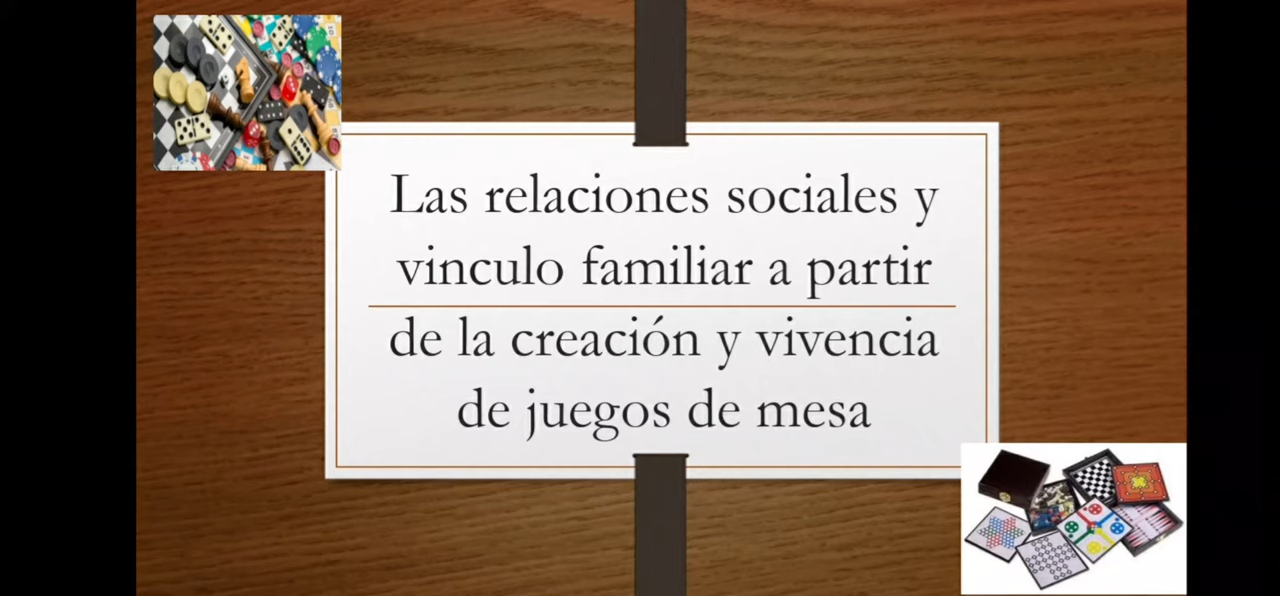 Las relaciones sociales y
vinculo familiar a partir
de la creación y vivencia
de juegos de mesa